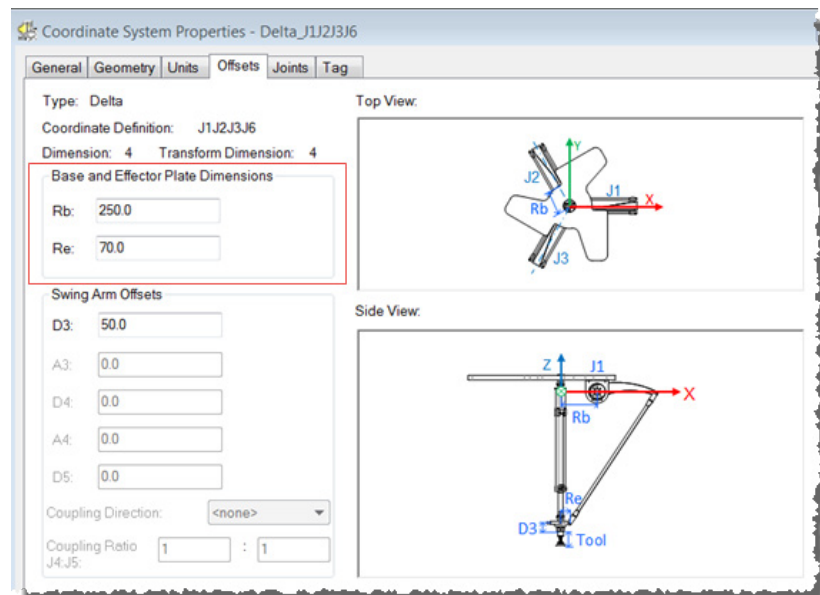 Coordinate System Properties - Delta_J1J2J3J6
General Geometry Units Offsets Joints Tag
Type: Delta
Coordinate Definition: J1J2J3J6
Dimension: 4 Transform Dimension: 4
Base and Effector Plate Dimensions
Rb: 250.0
Re: 70.0
Swing Arm Offsets
D3: 50.0
A3: 0.0
D4: 0.0
A4: 0.0
D5: 0.0
Coupling Direction: <none>
Coupling Ratio
J4:J5: 1 : 1
Top View:
Y
J2
J1
X
Rb
J3
Side View:
Z J1
X
Rb
Re
D3
Tool